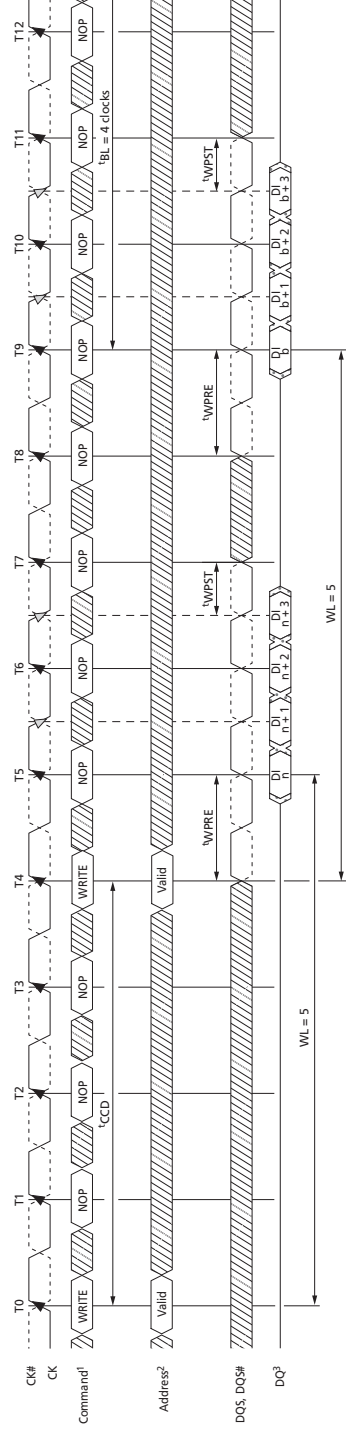 T0 T1 T2 T3 T4 T5 T6 T7 T8 T9 T10 T11 T12
CK#
CK
Command¹ WRITE NOP NOP NOP WRITE NOP NOP NOP NOP NOP NOP NOP NOP
ᵗCCD ᵗBL = 4 clocks
Address² Valid Valid
ᵗWPRE ᵗWPST ᵗWPRE ᵗWPST
DQS, DQS#
DQ³ DI DI DI DI DI DI DI DI
n n + 1 n + 2 n + 3 b b + 1 b + 2 b + 3
WL = 5
WL = 5